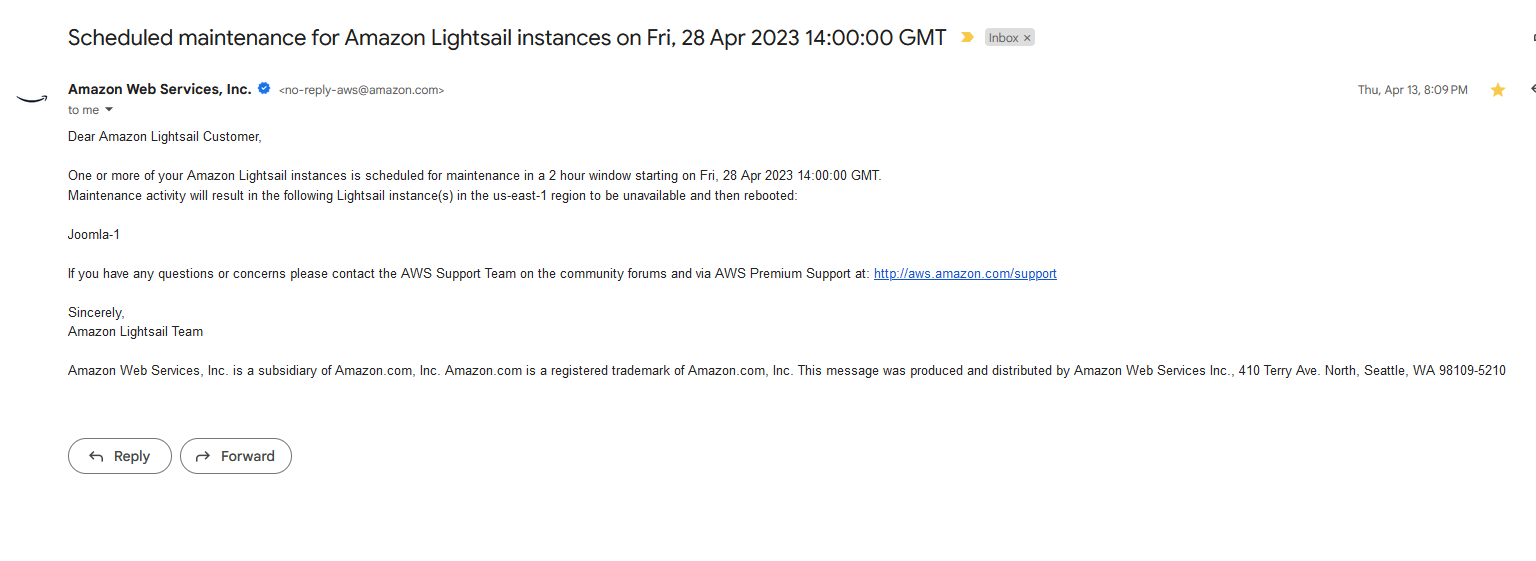 Scheduled maintenance for Amazon Lightsail instances on Fri, 28 Apr 2023 14:00:00 GMT Inbox ×
Amazon Web Services, Inc. <no-reply-aws@amazon.com> Thu, Apr 13, 8:09 PM
to me
Dear Amazon Lightsail Customer,
One or more of your Amazon Lightsail instances is scheduled for maintenance in a 2 hour window starting on Fri, 28 Apr 2023 14:00:00 GMT.
Maintenance activity will result in the following Lightsail instance(s) in the us-east-1 region to be unavailable and then rebooted:
Joomla-1
If you have any questions or concerns please contact the AWS Support Team on the community forums and via AWS Premium Support at: http://aws.amazon.com/support
Sincerely,
Amazon Lightsail Team
Amazon Web Services, Inc. is a subsidiary of Amazon.com, Inc. Amazon.com is a registered trademark of Amazon.com, Inc. This message was produced and distributed by Amazon Web Services Inc., 410 Terry Ave. North, Seattle, WA 98109-5210
Reply Forward